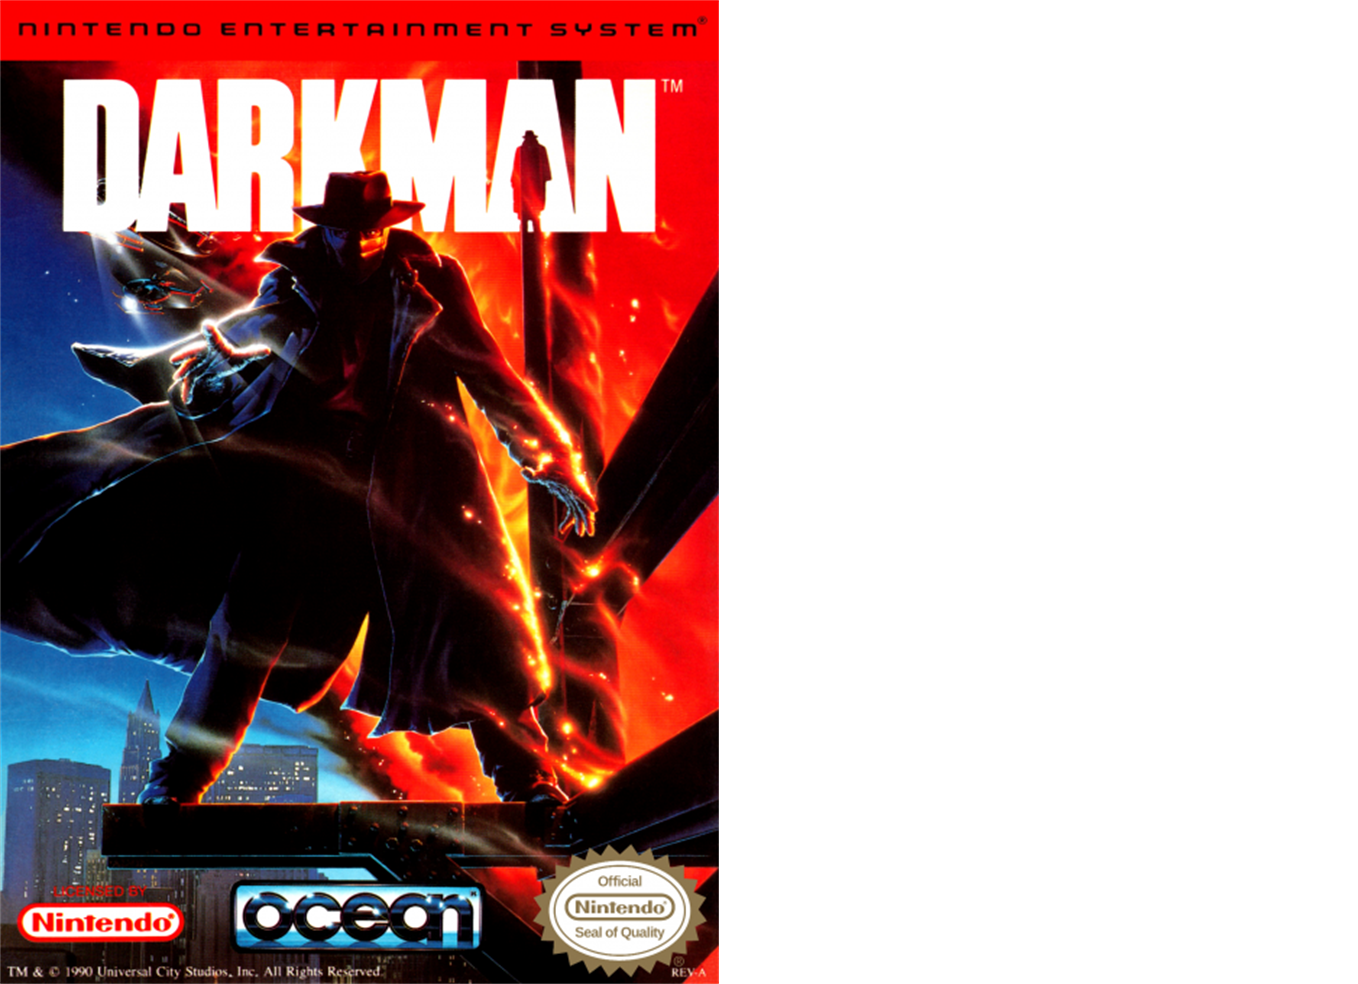 NINTENDO ENTERTAINMENT SYSTEM®
DARKMAN™
LICENSED BY
Nintendo®
ocean™
Official
Nintendo®
Seal of Quality
®
TM & © 1990 Universal City Studios, Inc. All Rights Reserved.
REV-A